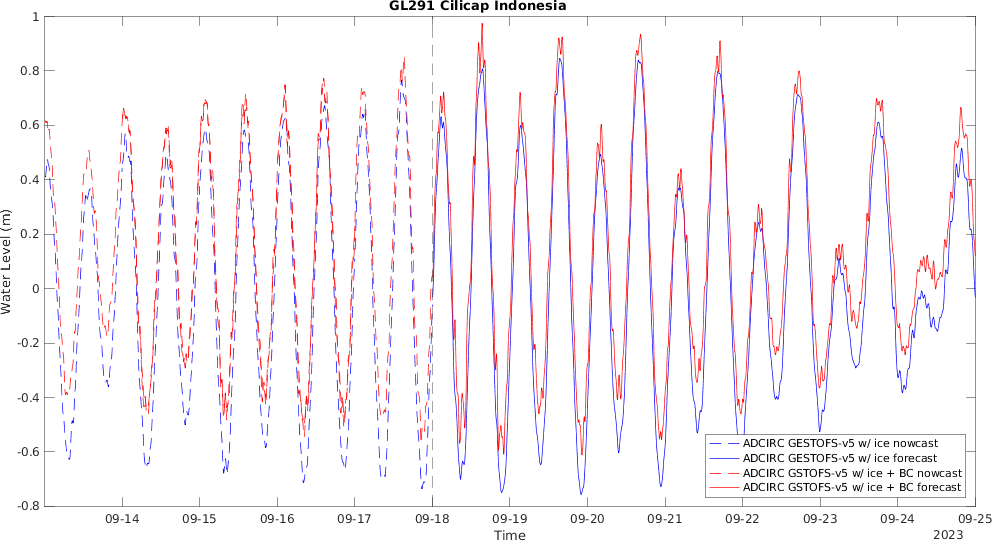 GL291 Cilicap Indonesia
1
0.8
0.6
0.4
0.2
0
-0.2
-0.4
-0.6
-0.8
Water Level (m)
ADCIRC GESTOFS-v5 w/ ice nowcast
ADCIRC GESTOFS-v5 w/ ice forecast
ADCIRC GSTOFS-v5 w/ ice + BC nowcast
ADCIRC GSTOFS-v5 w/ ice + BC forecast
09-14 09-15 09-16 09-17 09-18 09-19 09-20 09-21 09-22 09-23 09-24 09-25
Time
2023